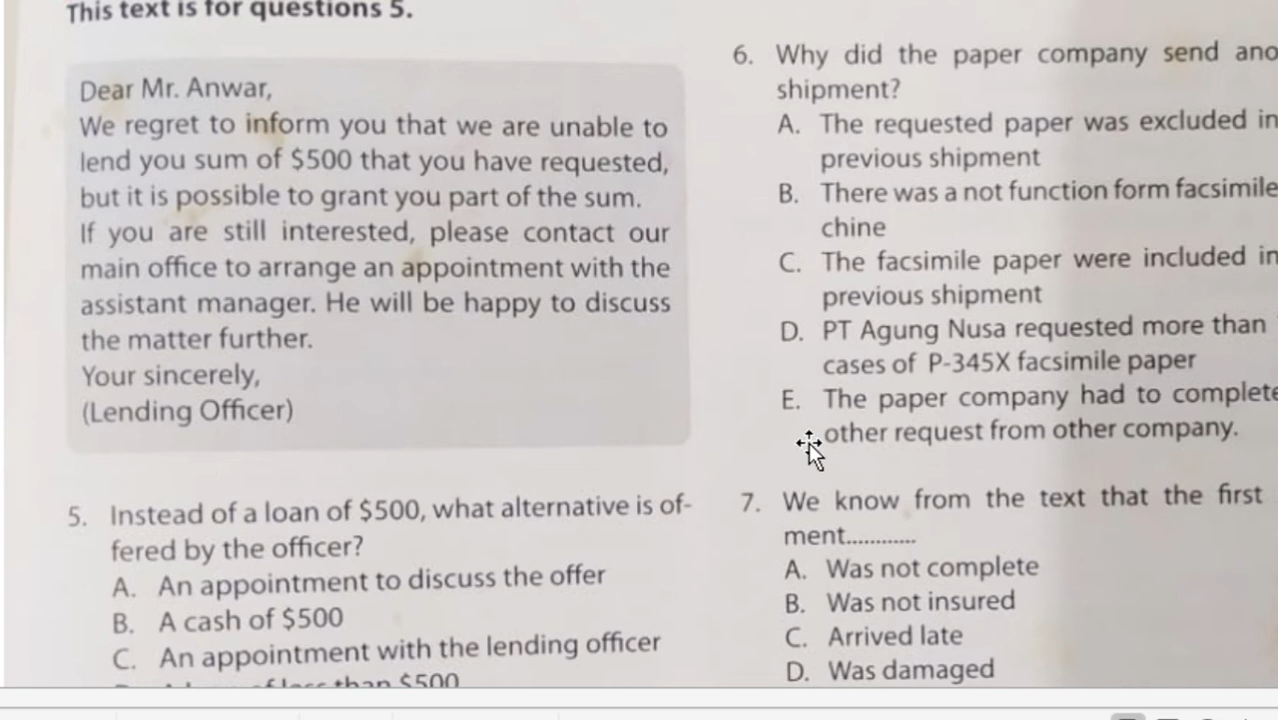 This text is for questions 5.
Dear Mr. Anwar,
We regret to inform you that we are unable to
lend you sum of $500 that you have requested,
but it is possible to grant you part of the sum.
If you are still interested, please contact our
main office to arrange an appointment with the
assistant manager. He will be happy to discuss
the matter further.
Your sincerely,
(Lending Officer)
5. Instead of a loan of $500, what alternative is of-
fered by the officer?
A. An appointment to discuss the offer
B. A cash of $500
C. An appointment with the lending officer
than $500
6. Why did the paper company send ano
shipment?
A. The requested paper was excluded in
previous shipment
B. There was a not function form facsimile
chine
C. The facsimile paper were included in
previous shipment
D. PT Agung Nusa requested more than
cases of P-345X facsimile paper
E. The paper company had to complete
other request from other company.
7. We know from the text that the first
ment............
A. Was not complete
B. Was not insured
C. Arrived late
D. Was damaged